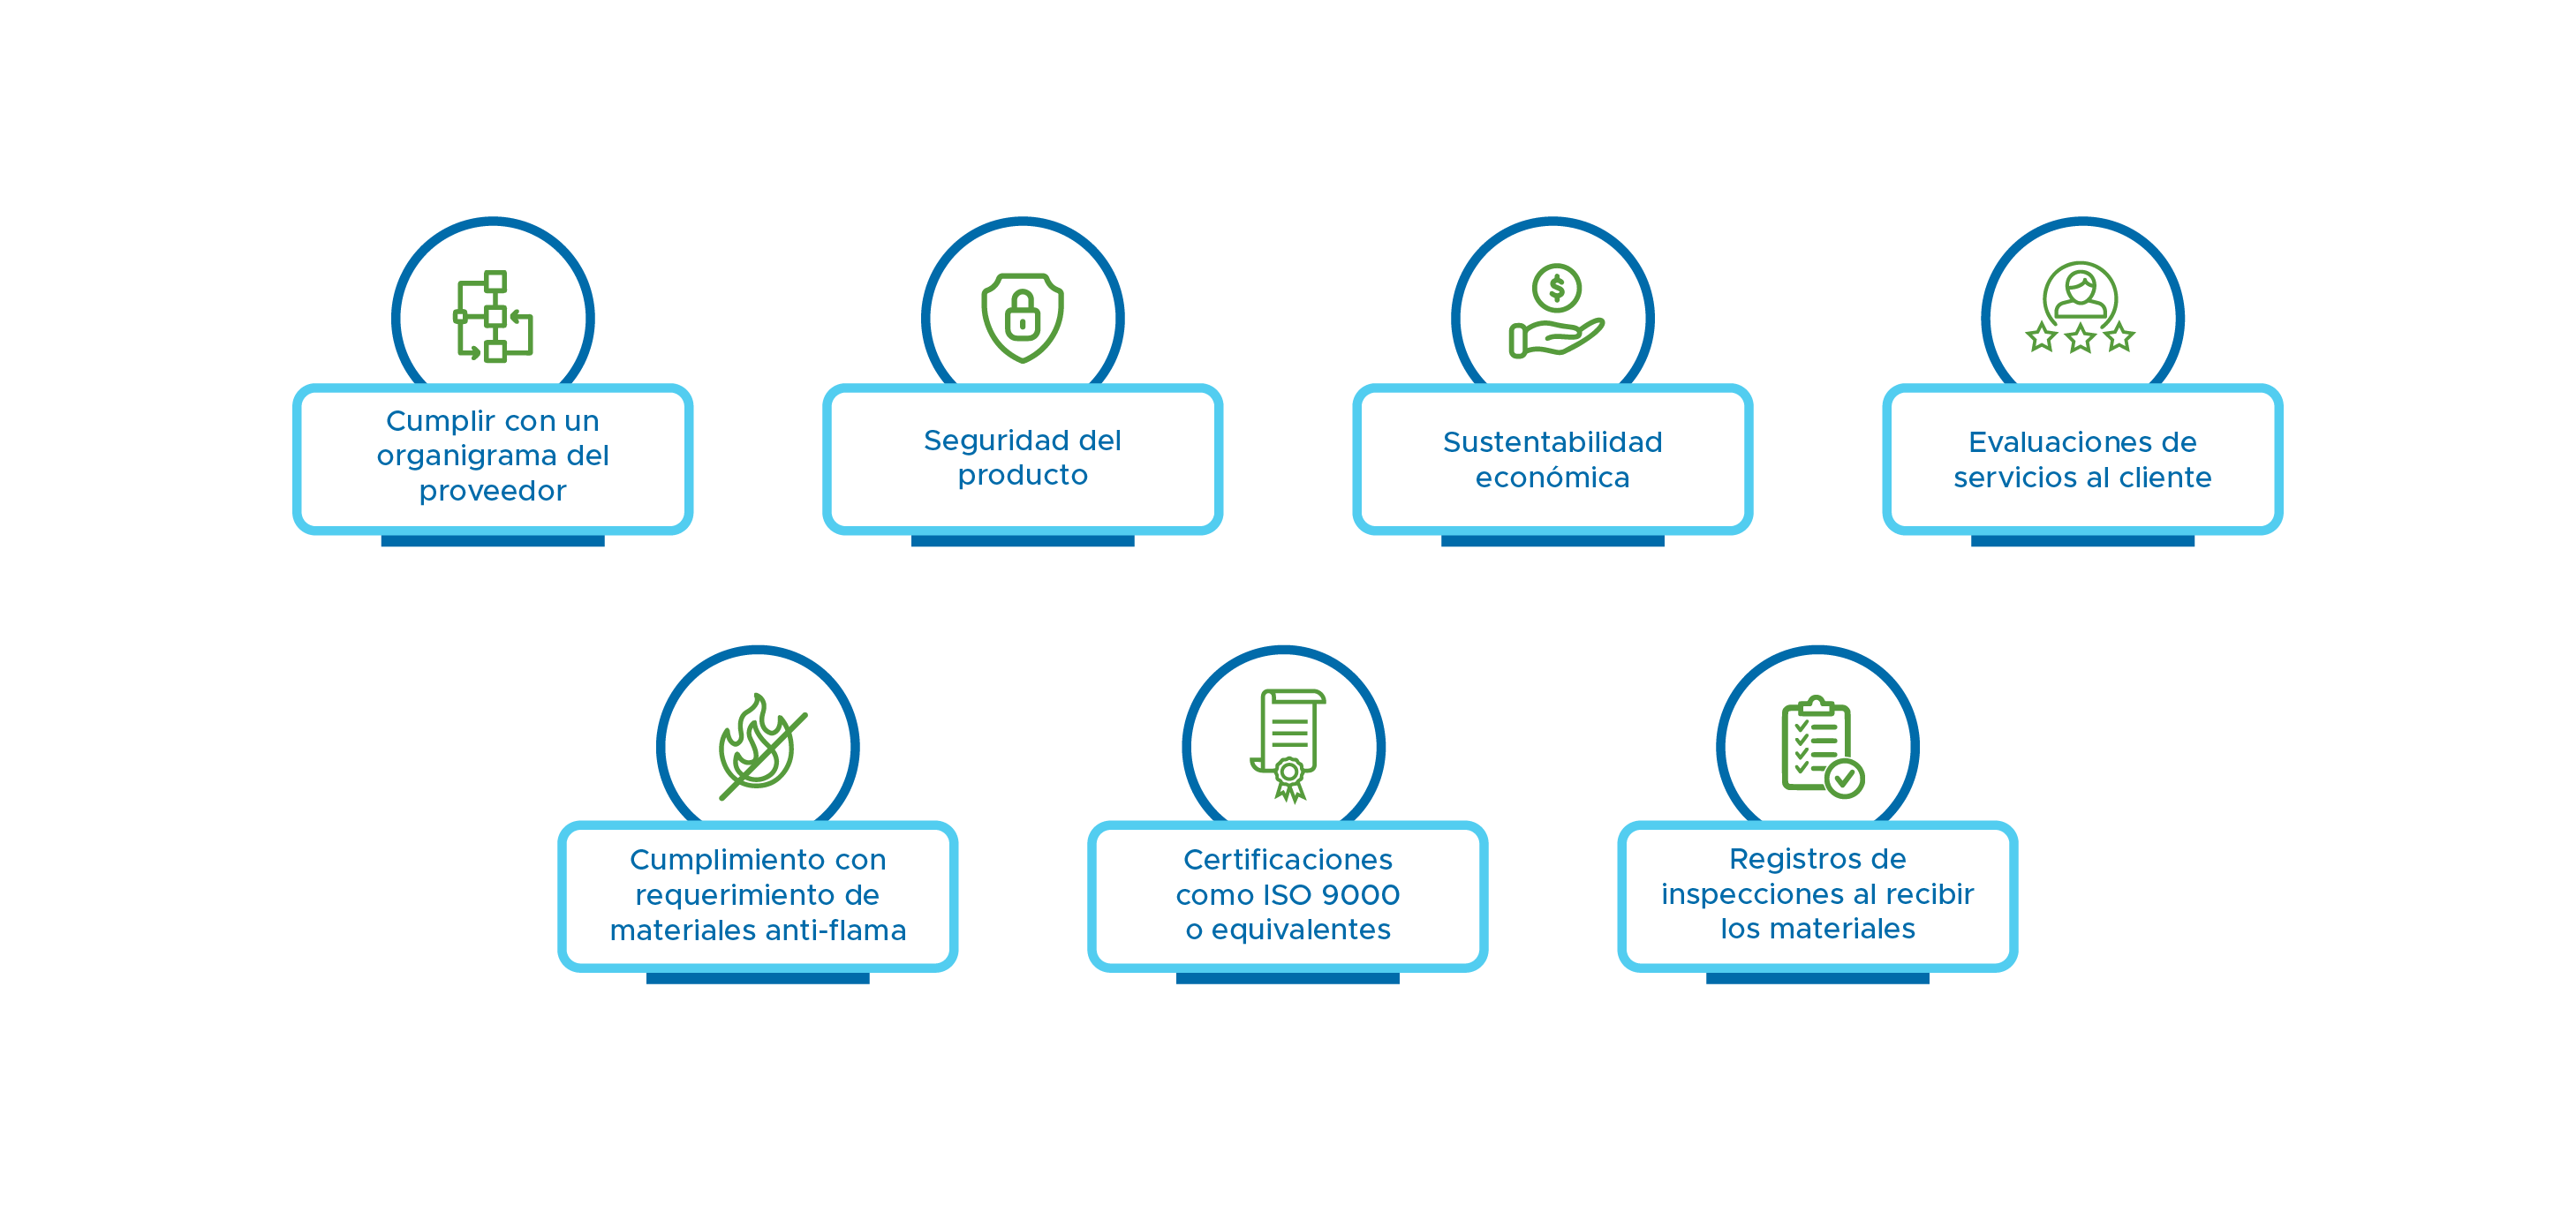 Cumplir con un
organigrama del
proveedor
Seguridad del
producto
Sustentabilidad
económica
Evaluaciones de
servicios al cliente
Cumplimiento con
requerimiento de
materiales anti-flama
Certificaciones
como ISO 9000
o equivalentes
Registros de
inspecciones al recibir
los materiales